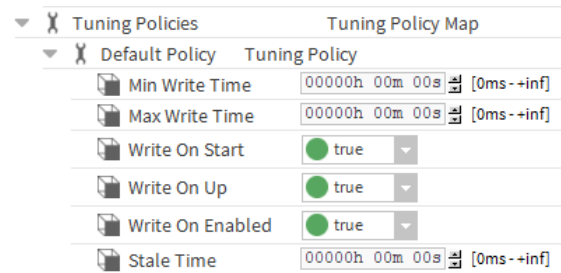 Tuning Policies Tuning Policy Map
Default Policy Tuning Policy
Min Write Time 00000h 00m 00s [0ms-+inf]
Max Write Time 00000h 00m 00s [0ms-+inf]
Write On Start true
Write On Up true
Write On Enabled true
Stale Time 00000h 00m 00s [0ms-+inf]